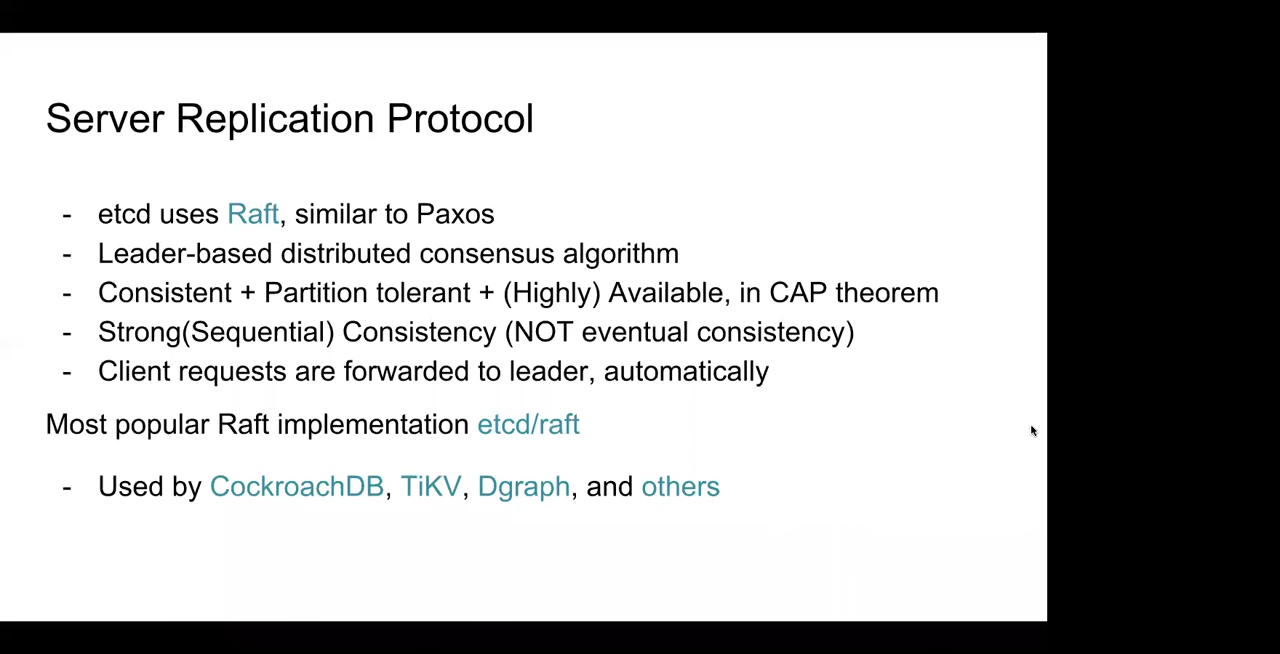 Server Replication Protocol
- etcd uses Raft, similar to Paxos
- Leader-based distributed consensus algorithm
- Consistent + Partition tolerant + (Highly) Available, in CAP theorem
- Strong(Sequential) Consistency (NOT eventual consistency)
- Client requests are forwarded to leader, automatically
Most popular Raft implementation etcd/raft
- Used by CockroachDB, TiKV, Dgraph, and others